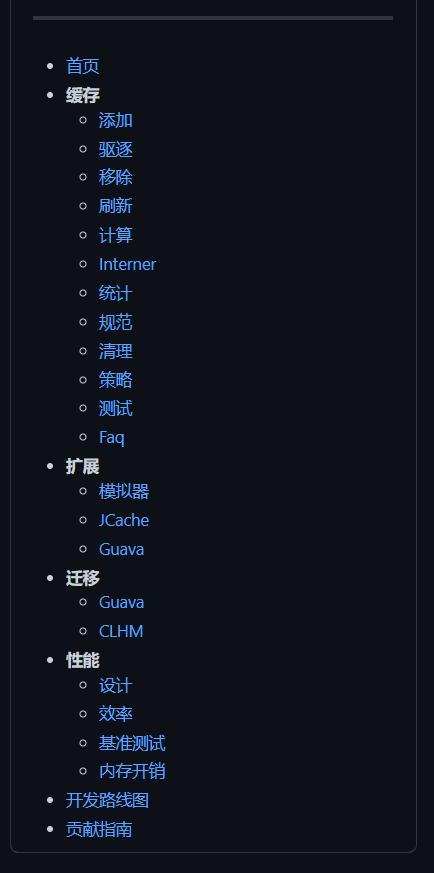 首页
缓存
添加
驱逐
移除
刷新
计算
Interner
统计
规范
清理
策略
测试
Faq
扩展
模拟器
JCache
Guava
迁移
Guava
CLHM
性能
设计
效率
基准测试
内存开销
开发路线图
贡献指南